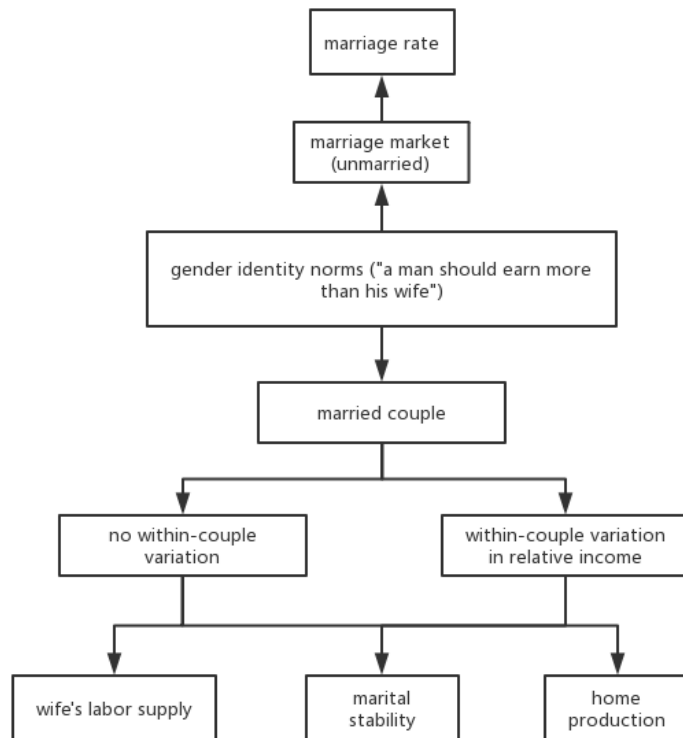 marriage rate
marriage market
(unmarried)
gender identity norms ("a man should earn more
than his wife")
married couple
no within-couple
variation
within-couple variation
in relative income
wife's labor supply
marital
stability
home
production